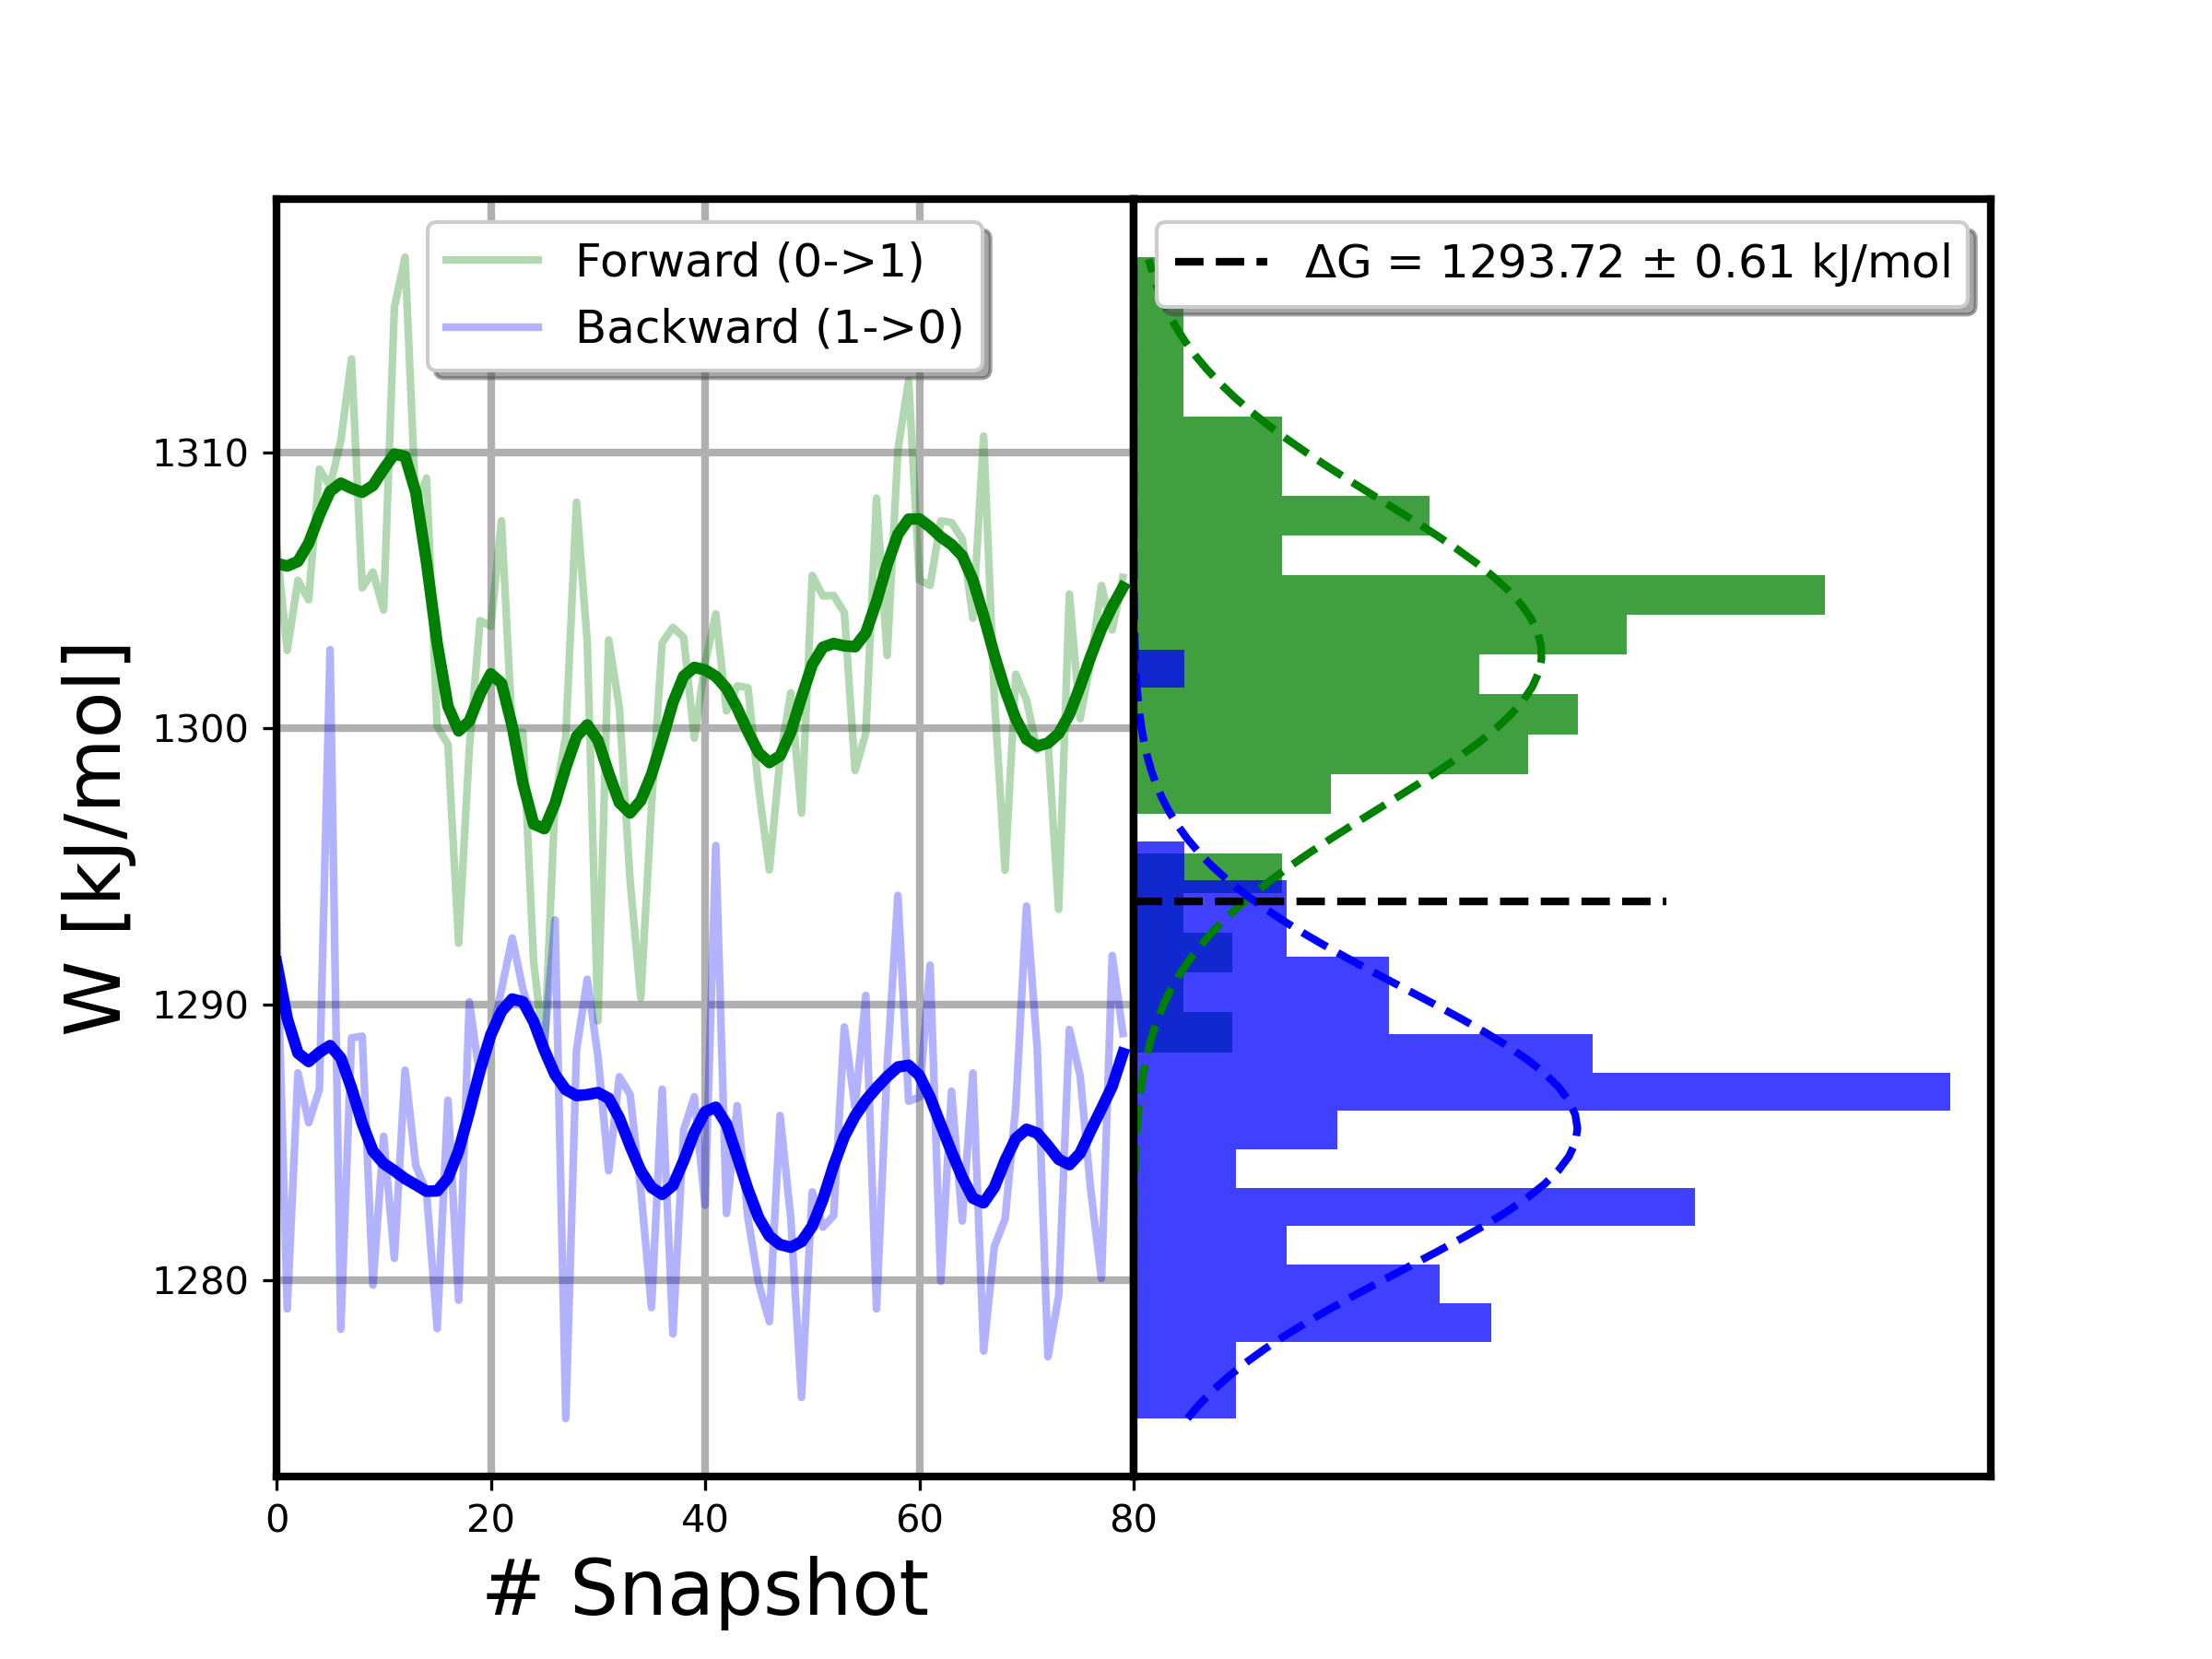 Forward (0->1)
Backward (1->0)
ΔG = 1293.72 ± 0.61 kJ/mol
1310
1300
1290
1280
W [kJ/mol]
0 20 40 60 80
# Snapshot